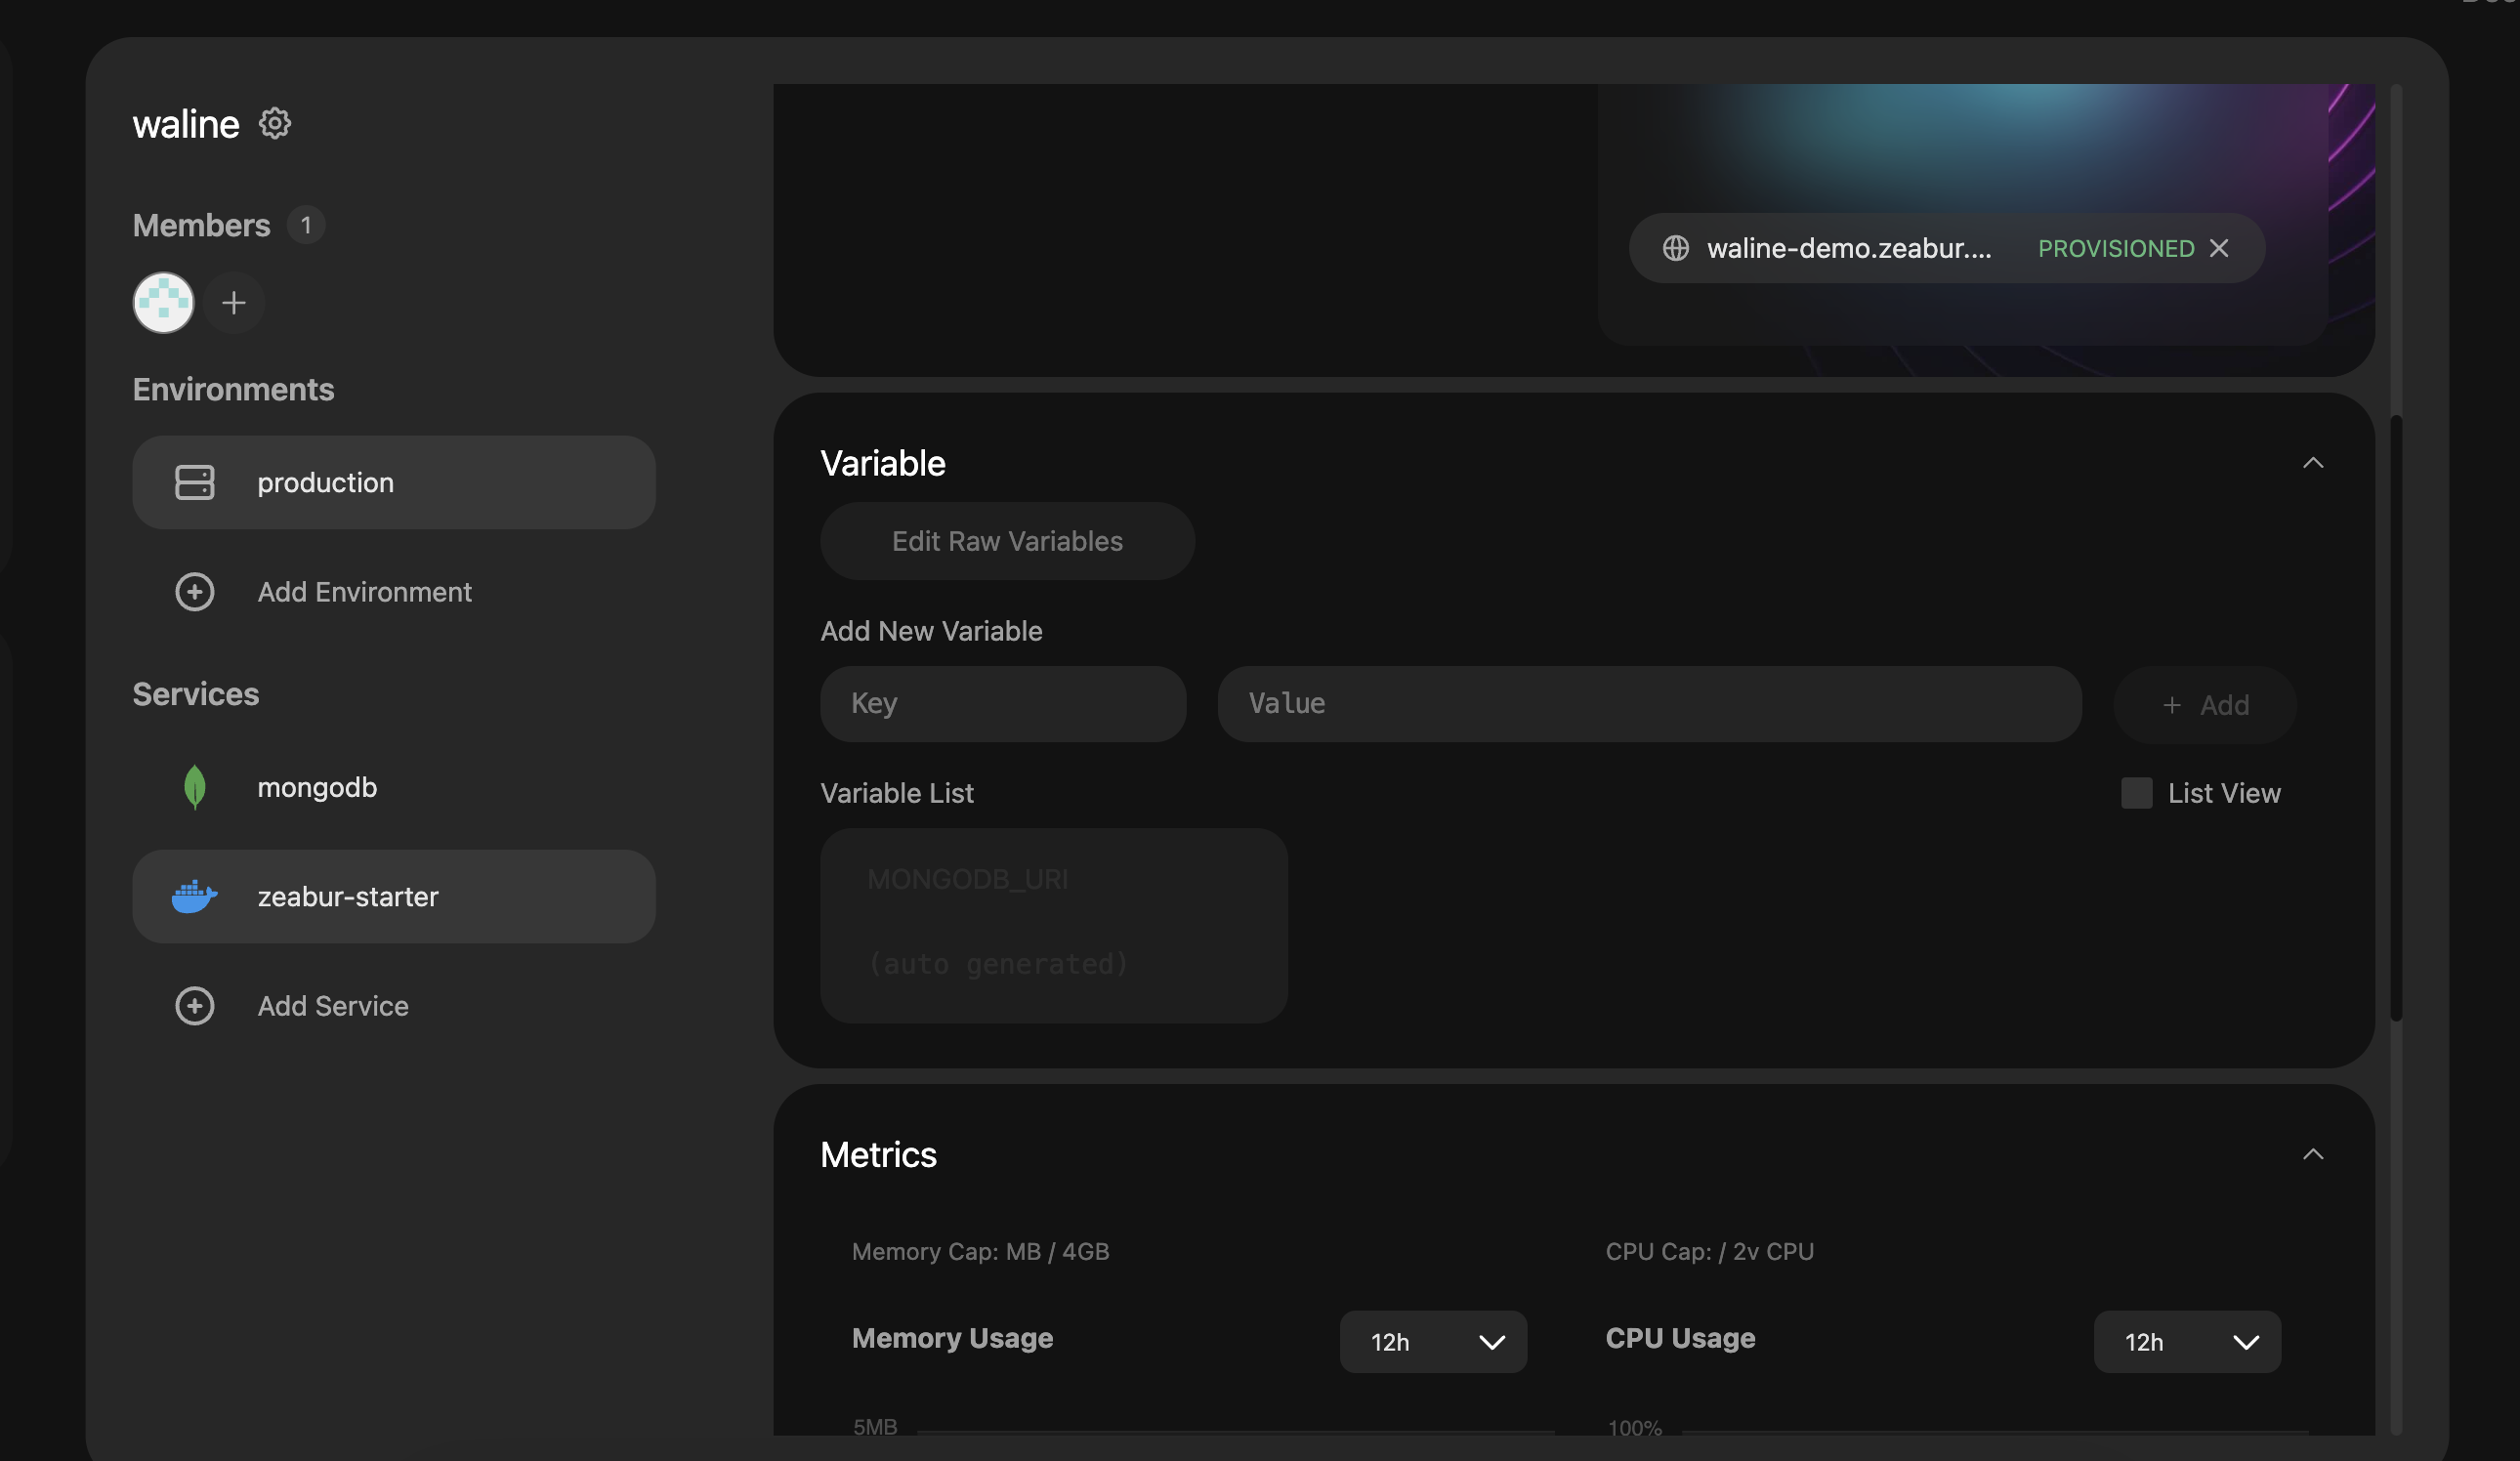 waline
Members 1
Environments
production
Add Environment
Services
mongodb
zeabur-starter
Add Service
waline-demo.zeabur.... PROVISIONED
Variable
Edit Raw Variables
Add New Variable
Key Value + Add
Variable List List View
MONGODB_URI
(auto generated)
Metrics
Memory Cap: MB / 4GB CPU Cap: / 2v CPU
Memory Usage 12h CPU Usage 12h
5MB 100%